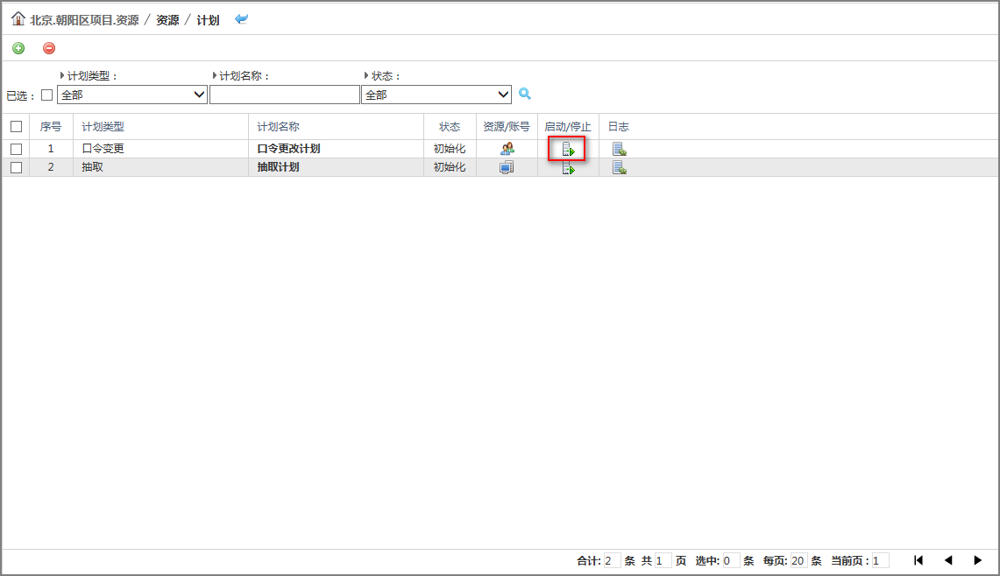 北京.朝阳区项目.资源 / 资源 / 计划
计划类型： 计划名称： 状态：
已选： 全部 全部
序号 计划类型 计划名称 状态 资源/账号 启动/停止 日志
1 口令变更 口令更改计划 初始化
2 抽取 抽取计划 初始化
合计: 2 条 共 1 页 选中: 0 条 每页: 20 条 当前页： 1